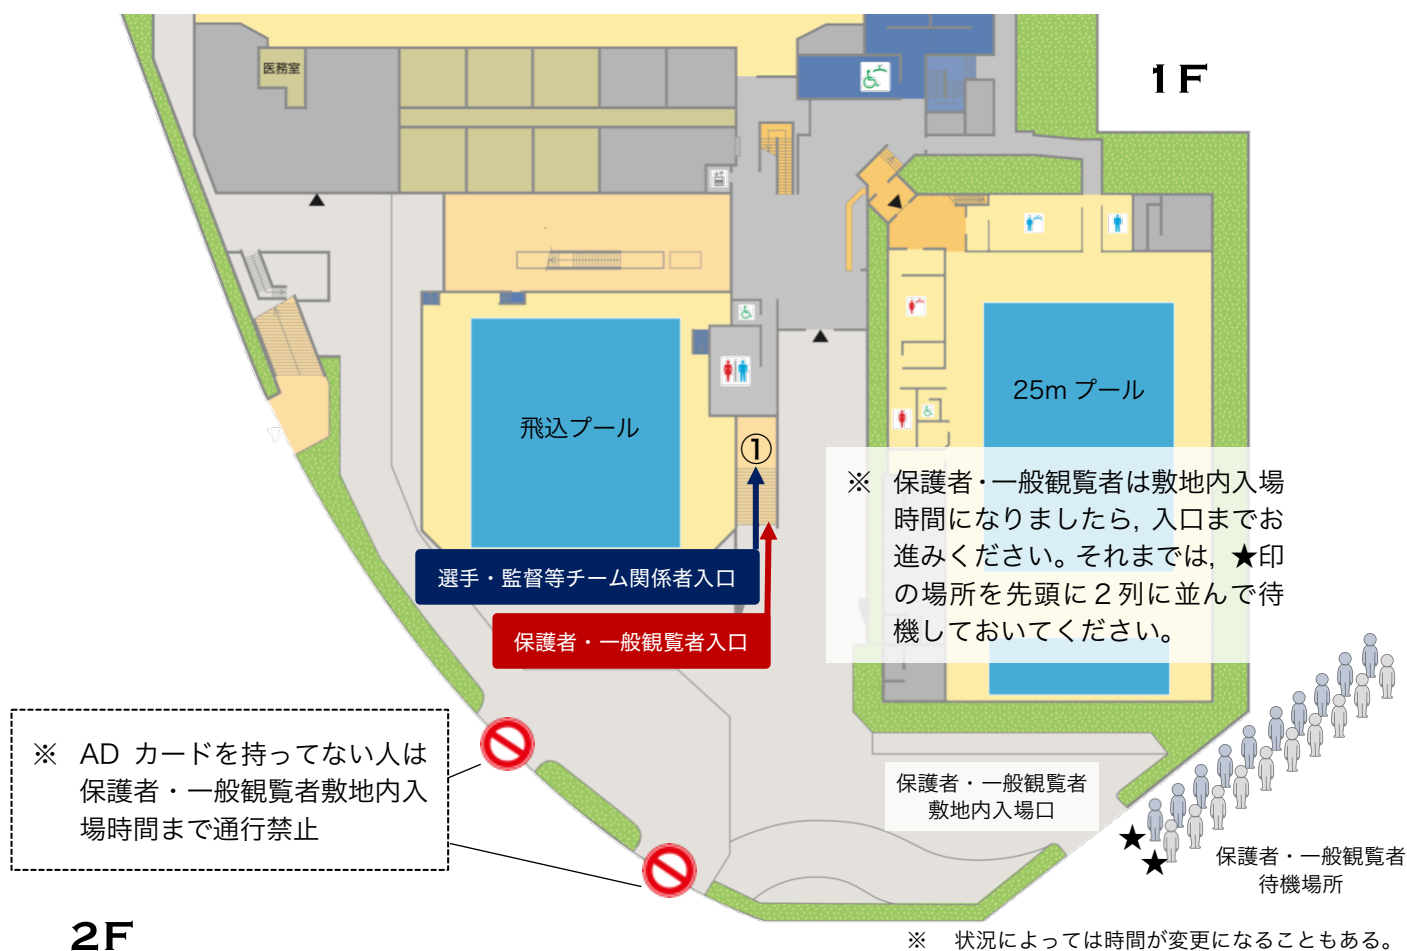 医務室
1F
飛込プール
25m プール
①
※ 保護者・一般観覧者は敷地内入場
時間になりましたら, 入口までお
進みください。それまでは, ★印
の場所を先頭に２列に並んで待
機しておいてください。
選手・監督等チーム関係者入口
保護者・一般観覧者入口
※ AD カードを持ってない人は
保護者・一般観覧者敷地内入
場時間まで通行禁止
保護者・一般観覧者
敷地内入場口
★
★
保護者・一般観覧者
待機場所
2F
※ 状況によっては時間が変更になることもある。